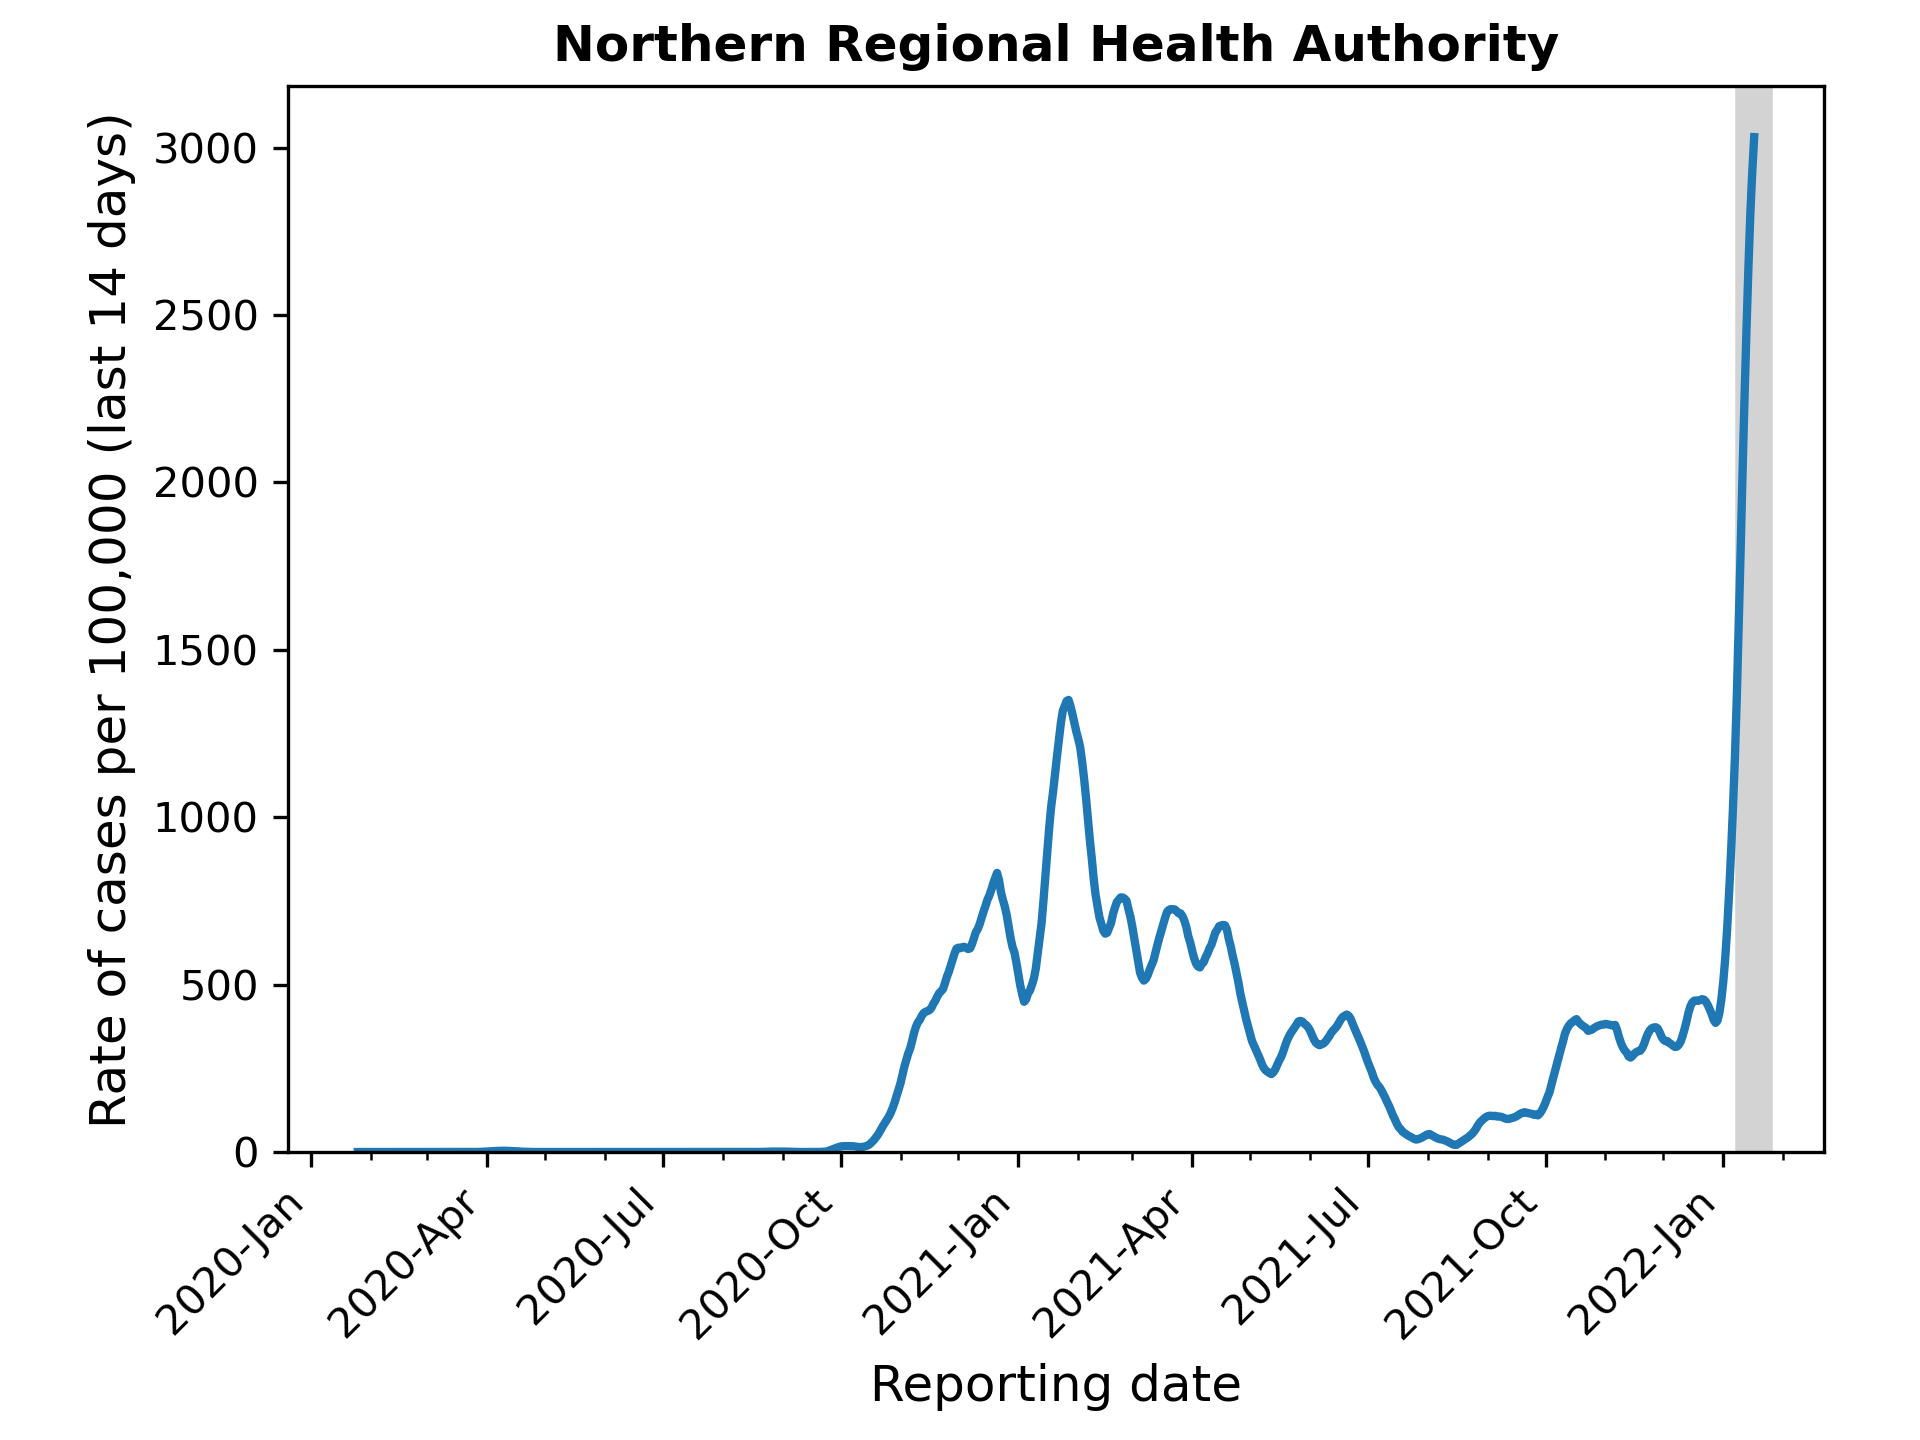 Northern Regional Health Authority
Rate of cases per 100,000 (last 14 days)
3000
2500
2000
1500
1000
500
0
2020-Jan
2020-Apr
2020-Jul
2020-Oct
2021-Jan
2021-Apr
2021-Jul
2021-Oct
2022-Jan
Reporting date